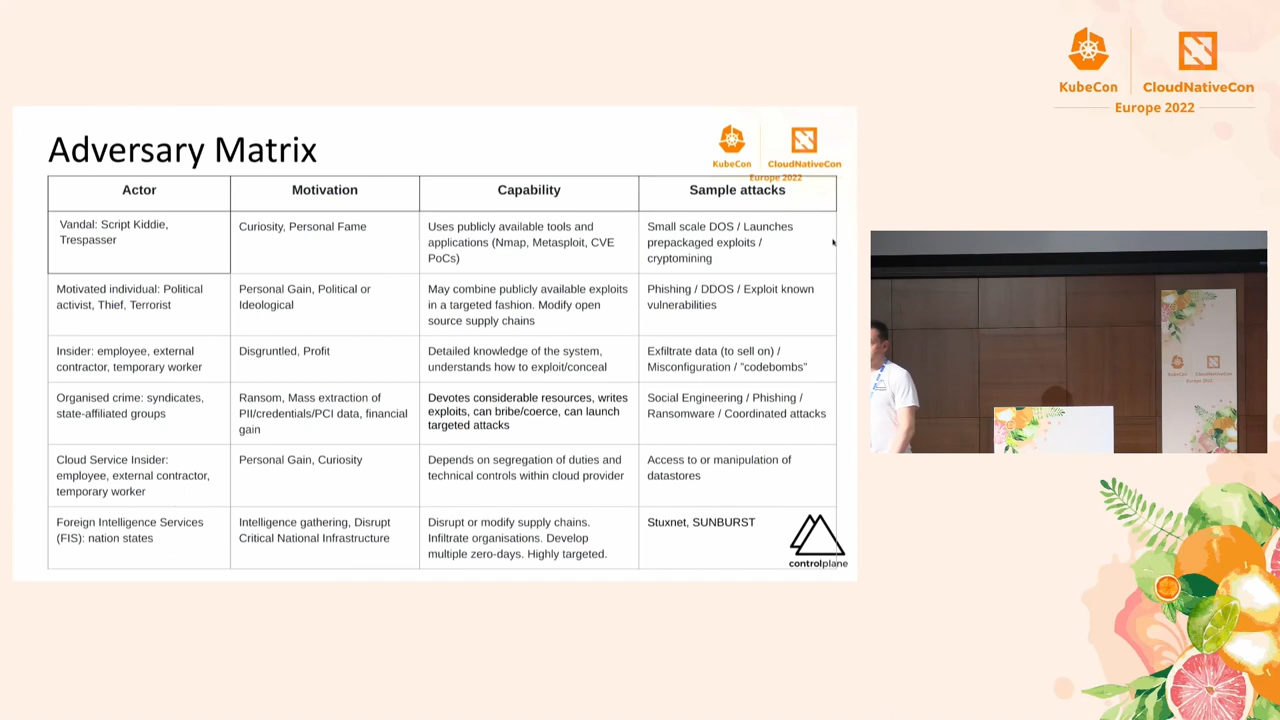 KubeCon
CloudNativeCon
Europe 2022
Adversary Matrix
KubeCon
CloudNativeCon
Europe 2022
Actor
Motivation
Capability
Sample attacks
Vandal: Script Kiddie,
Trespasser
Curiosity, Personal Fame
Uses publicly available tools and
applications (Nmap, Metasploit, CVE
PoCs)
Small scale DOS / Launches
prepackaged exploits /
cryptomining
Motivated individual: Political
activist, Thief, Terrorist
Personal Gain, Political or
Ideological
May combine publicly available exploits
in a targeted fashion. Modify open
source supply chains
Phishing / DDOS / Exploit known
vulnerabilities
Insider: employee, external
contractor, temporary worker
Disgruntled, Profit
Detailed knowledge of the system,
understands how to exploit/conceal
Exfiltrate data (to sell on) /
Misconfiguration / "codebombs"
Organised crime: syndicates,
state-affiliated groups
Ransom, Mass extraction of
PII/credentials/PCI data, financial
gain
Devotes considerable resources, writes
exploits, can bribe/coerce, can launch
targeted attacks
Social Engineering / Phishing /
Ransomware / Coordinated attacks
Cloud Service Insider:
employee, external contractor,
temporary worker
Personal Gain, Curiosity
Depends on segregation of duties and
technical controls within cloud provider
Access to or manipulation of
datastores
Foreign Intelligence Services
(FIS): nation states
Intelligence gathering, Disrupt
Critical National Infrastructure
Disrupt or modify supply chains.
Infiltrate organisations. Develop
multiple zero-days. Highly targeted.
Stuxnet, SUNBURST
controlplane